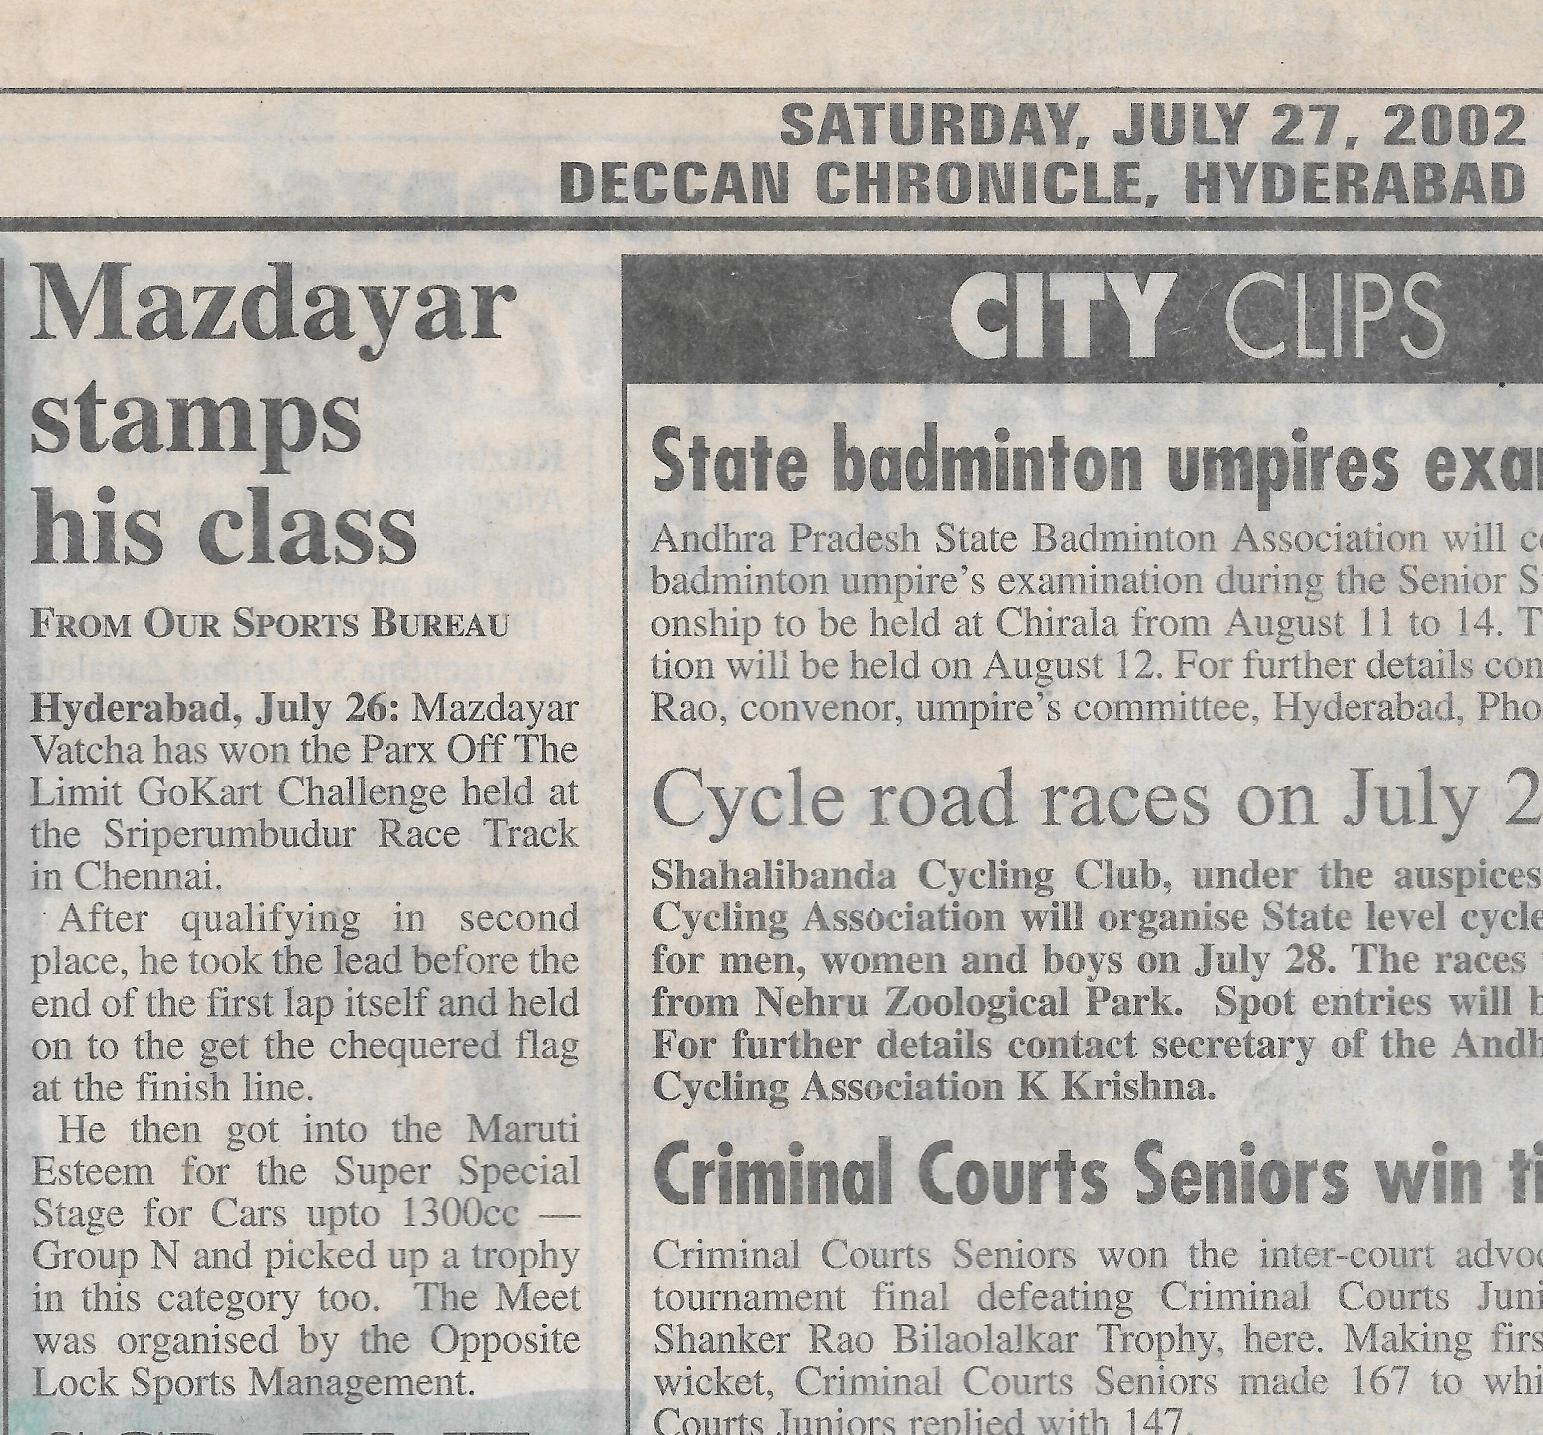 SATURDAY, JULY 27, 2002
DECCAN CHRONICLE, HYDERABAD
Mazdayar
stamps
his class
FROM OUR SPORTS BUREAU
Hyderabad, July 26: Mazdayar
Vatcha has won the Parx Off The
Limit GoKart Challenge held at
the Sriperumbudur Race Track
in Chennai.
After qualifying in second
place, he took the lead before the
end of the first lap itself and held
on to the get the chequered flag
at the finish line.
He then got into the Maruti
Esteem for the Super Special
Stage for Cars upto 1300cc —
Group N and picked up a trophy
in this category too. The Meet
was organised by the Opposite
Lock Sports Management.
CITY CLIPS
State badminton umpires
Andhra Pradesh State Badminton Association will
badminton umpire's examination during the Senior
onship to be held at Chirala from August 11 to 14.
tion will be held on August 12. For further details
Rao, convenor, umpire's committee, Hyderabad,
Cycle road races on July
Shahalibanda Cycling Club, under the auspices
Cycling Association will organise State level
for men, women and boys on July 28. The races
from Nehru Zoological Park. Spot entries will
For further details contact secretary of the
Cycling Association K Krishna.
Criminal Courts Seniors win
Criminal Courts Seniors won the inter-court
tournament final defeating Criminal Courts
Shanker Rao Bilaolalkar Trophy, here. Making
wicket, Criminal Courts Seniors made 167 to
Courts Juniors replied with 147.